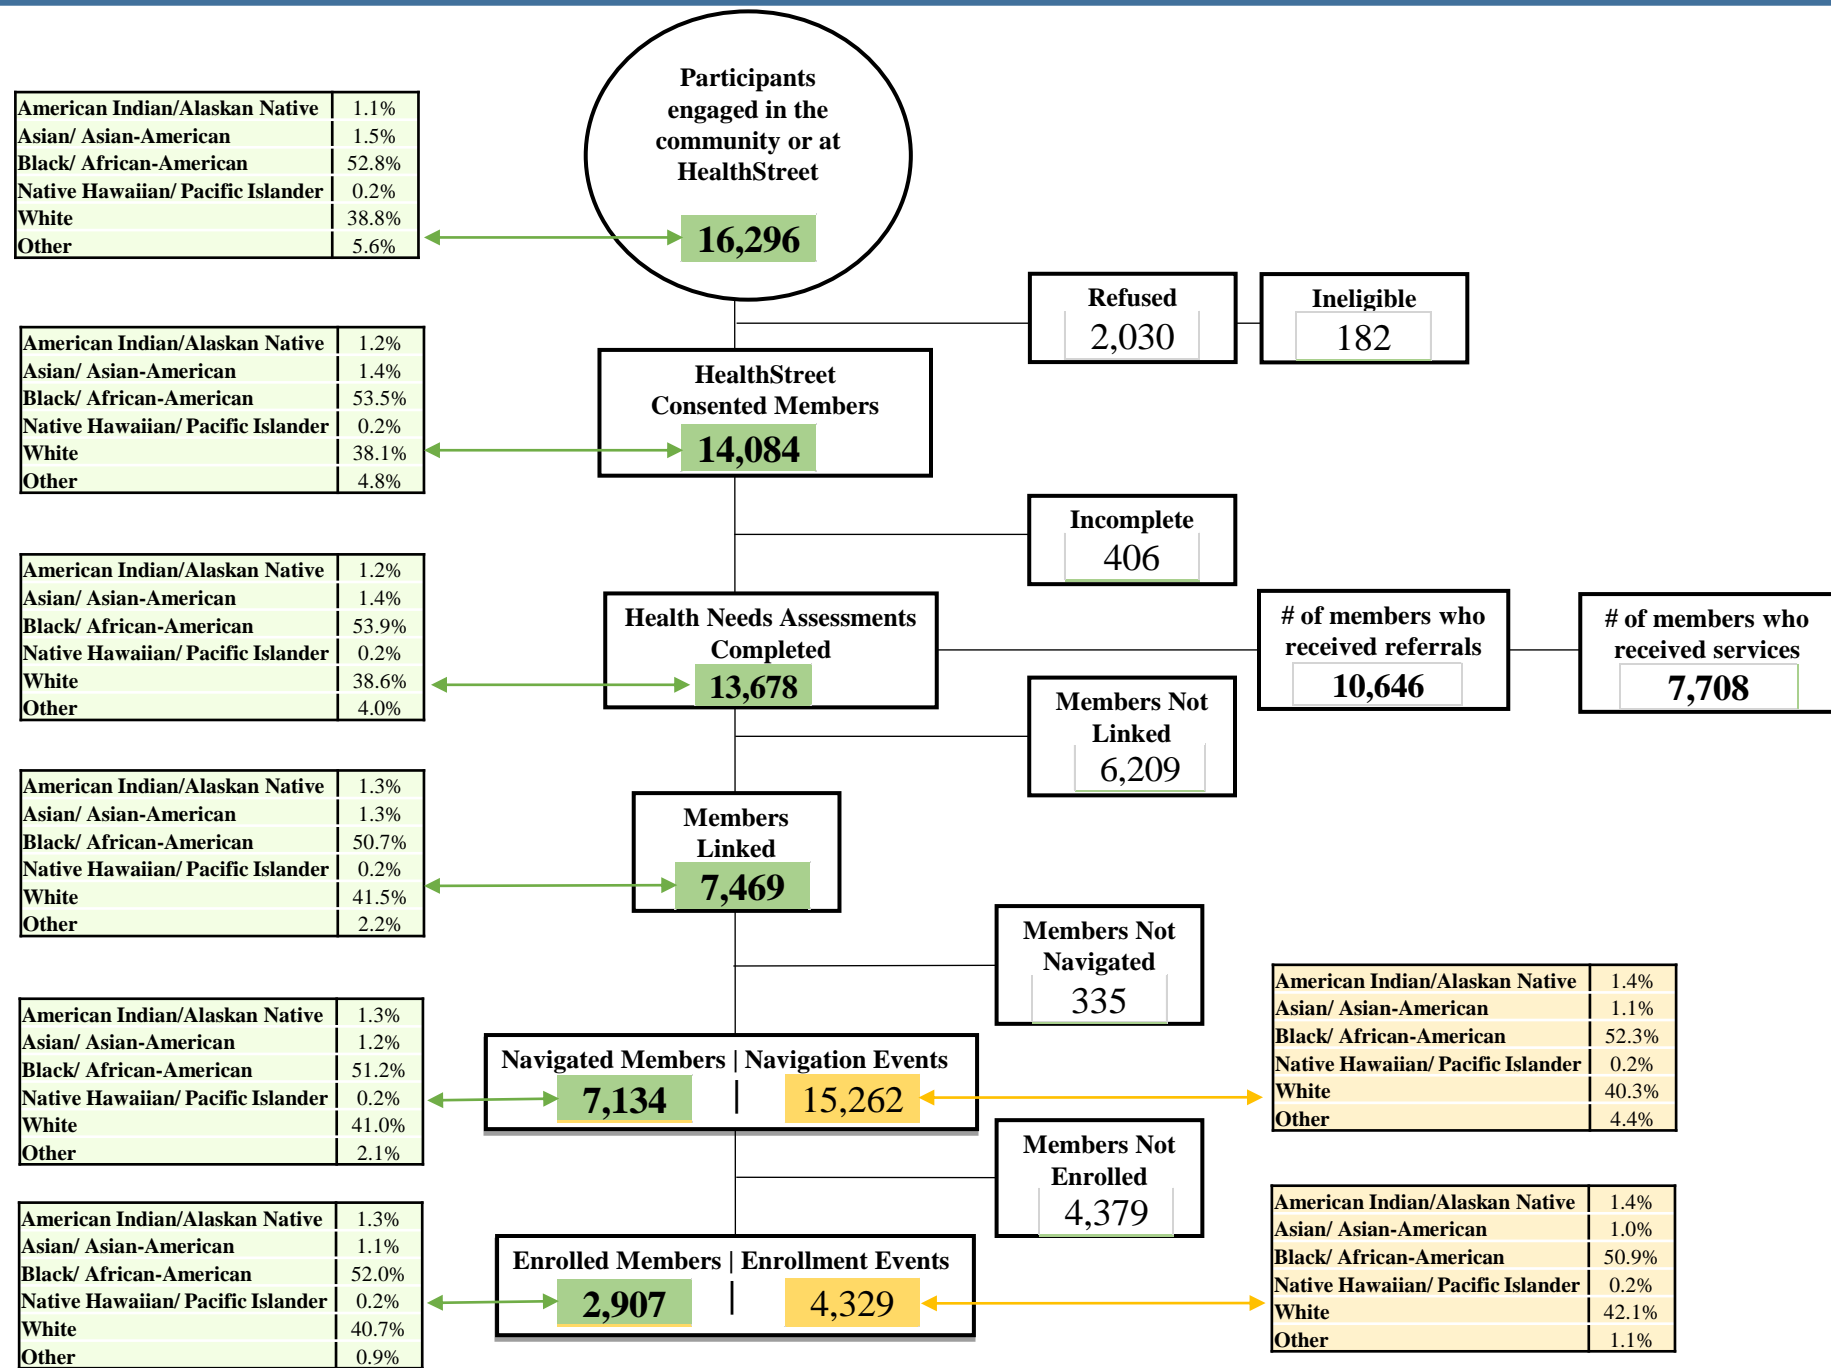 Participants
engaged in the
community or at
HealthStreet
16,296
American Indian/Alaskan Native 1.1%
Asian/ Asian-American 1.5%
Black/ African-American 52.8%
Native Hawaiian/ Pacific Islander 0.2%
White 38.8%
Other 5.6%
Refused
2,030
Ineligible
182
HealthStreet
Consented Members
14,084
American Indian/Alaskan Native 1.2%
Asian/ Asian-American 1.4%
Black/ African-American 53.5%
Native Hawaiian/ Pacific Islander 0.2%
White 38.1%
Other 4.8%
Incomplete
406
Health Needs Assessments
Completed
13,678
American Indian/Alaskan Native 1.2%
Asian/ Asian-American 1.4%
Black/ African-American 53.9%
Native Hawaiian/ Pacific Islander 0.2%
White 38.6%
Other 4.0%
# of members who
received referrals
10,646
# of members who
received services
7,708
Members Not
Linked
6,209
Members
Linked
7,469
American Indian/Alaskan Native 1.3%
Asian/ Asian-American 1.3%
Black/ African-American 50.7%
Native Hawaiian/ Pacific Islander 0.2%
White 41.5%
Other 2.2%
Members Not
Navigated
335
Navigated Members | Navigation Events
7,134 | 15,262
American Indian/Alaskan Native 1.3%
Asian/ Asian-American 1.2%
Black/ African-American 51.2%
Native Hawaiian/ Pacific Islander 0.2%
White 41.0%
Other 2.1%
American Indian/Alaskan Native 1.4%
Asian/ Asian-American 1.1%
Black/ African-American 52.3%
Native Hawaiian/ Pacific Islander 0.2%
White 40.3%
Other 4.4%
Members Not
Enrolled
4,379
Enrolled Members | Enrollment Events
2,907 | 4,329
American Indian/Alaskan Native 1.3%
Asian/ Asian-American 1.1%
Black/ African-American 52.0%
Native Hawaiian/ Pacific Islander 0.2%
White 40.7%
Other 0.9%
American Indian/Alaskan Native 1.4%
Asian/ Asian-American 1.0%
Black/ African-American 50.9%
Native Hawaiian/ Pacific Islander 0.2%
White 42.1%
Other 1.1%